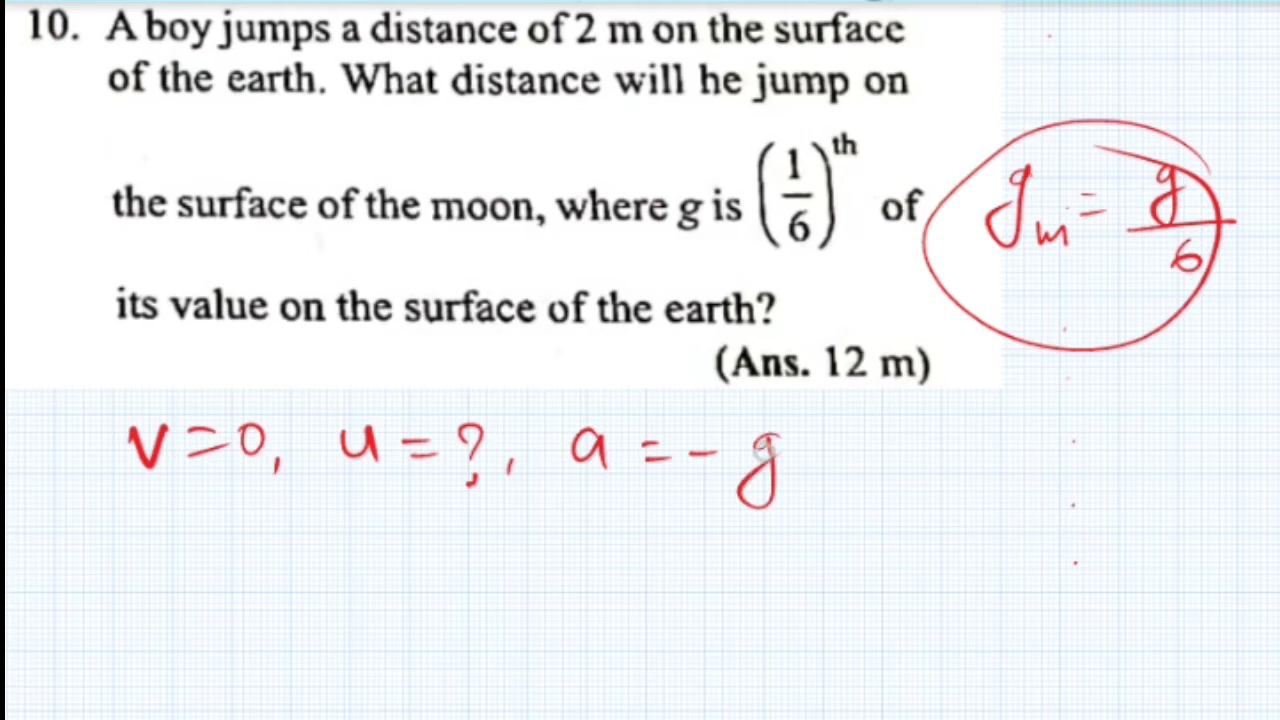 10. A boy jumps a distance of 2 m on the surface
of the earth. What distance will he jump on
the surface of the moon, where g is (1/6)th of
its value on the surface of the earth?
(Ans. 12 m)
gm = g/6
v=0, u=?, a=-g